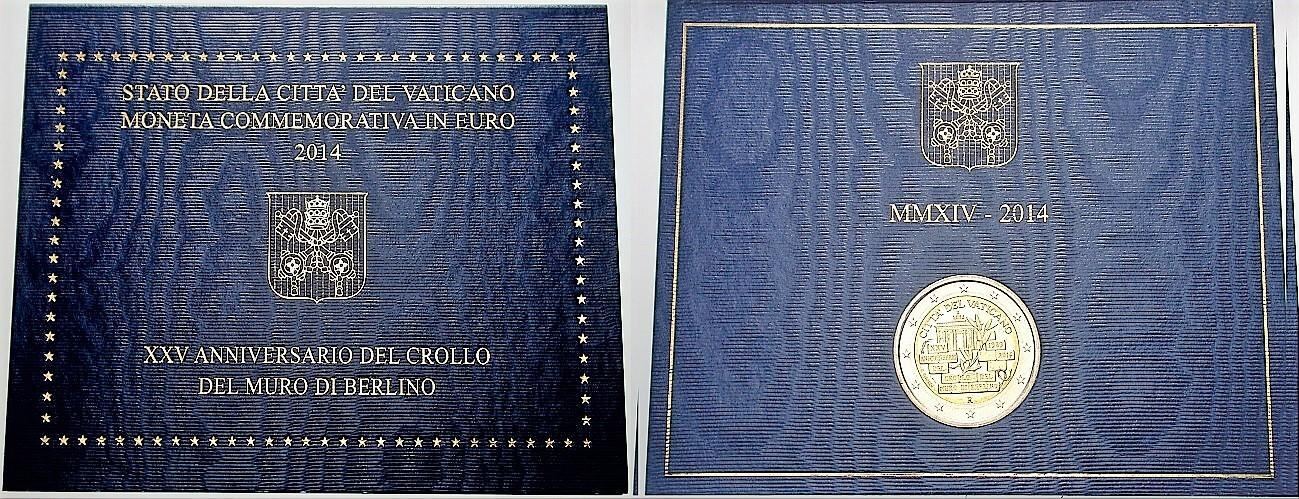 STATO DELLA CITTA' DEL VATICANO
MONETA COMMEMORATIVA IN EURO
2014
XXV ANNIVERSARIO DEL CROLLO
DEL MURO DI BERLINO
MMXIV - 2014
CITTÀ DEL VATICANO
XXV
R